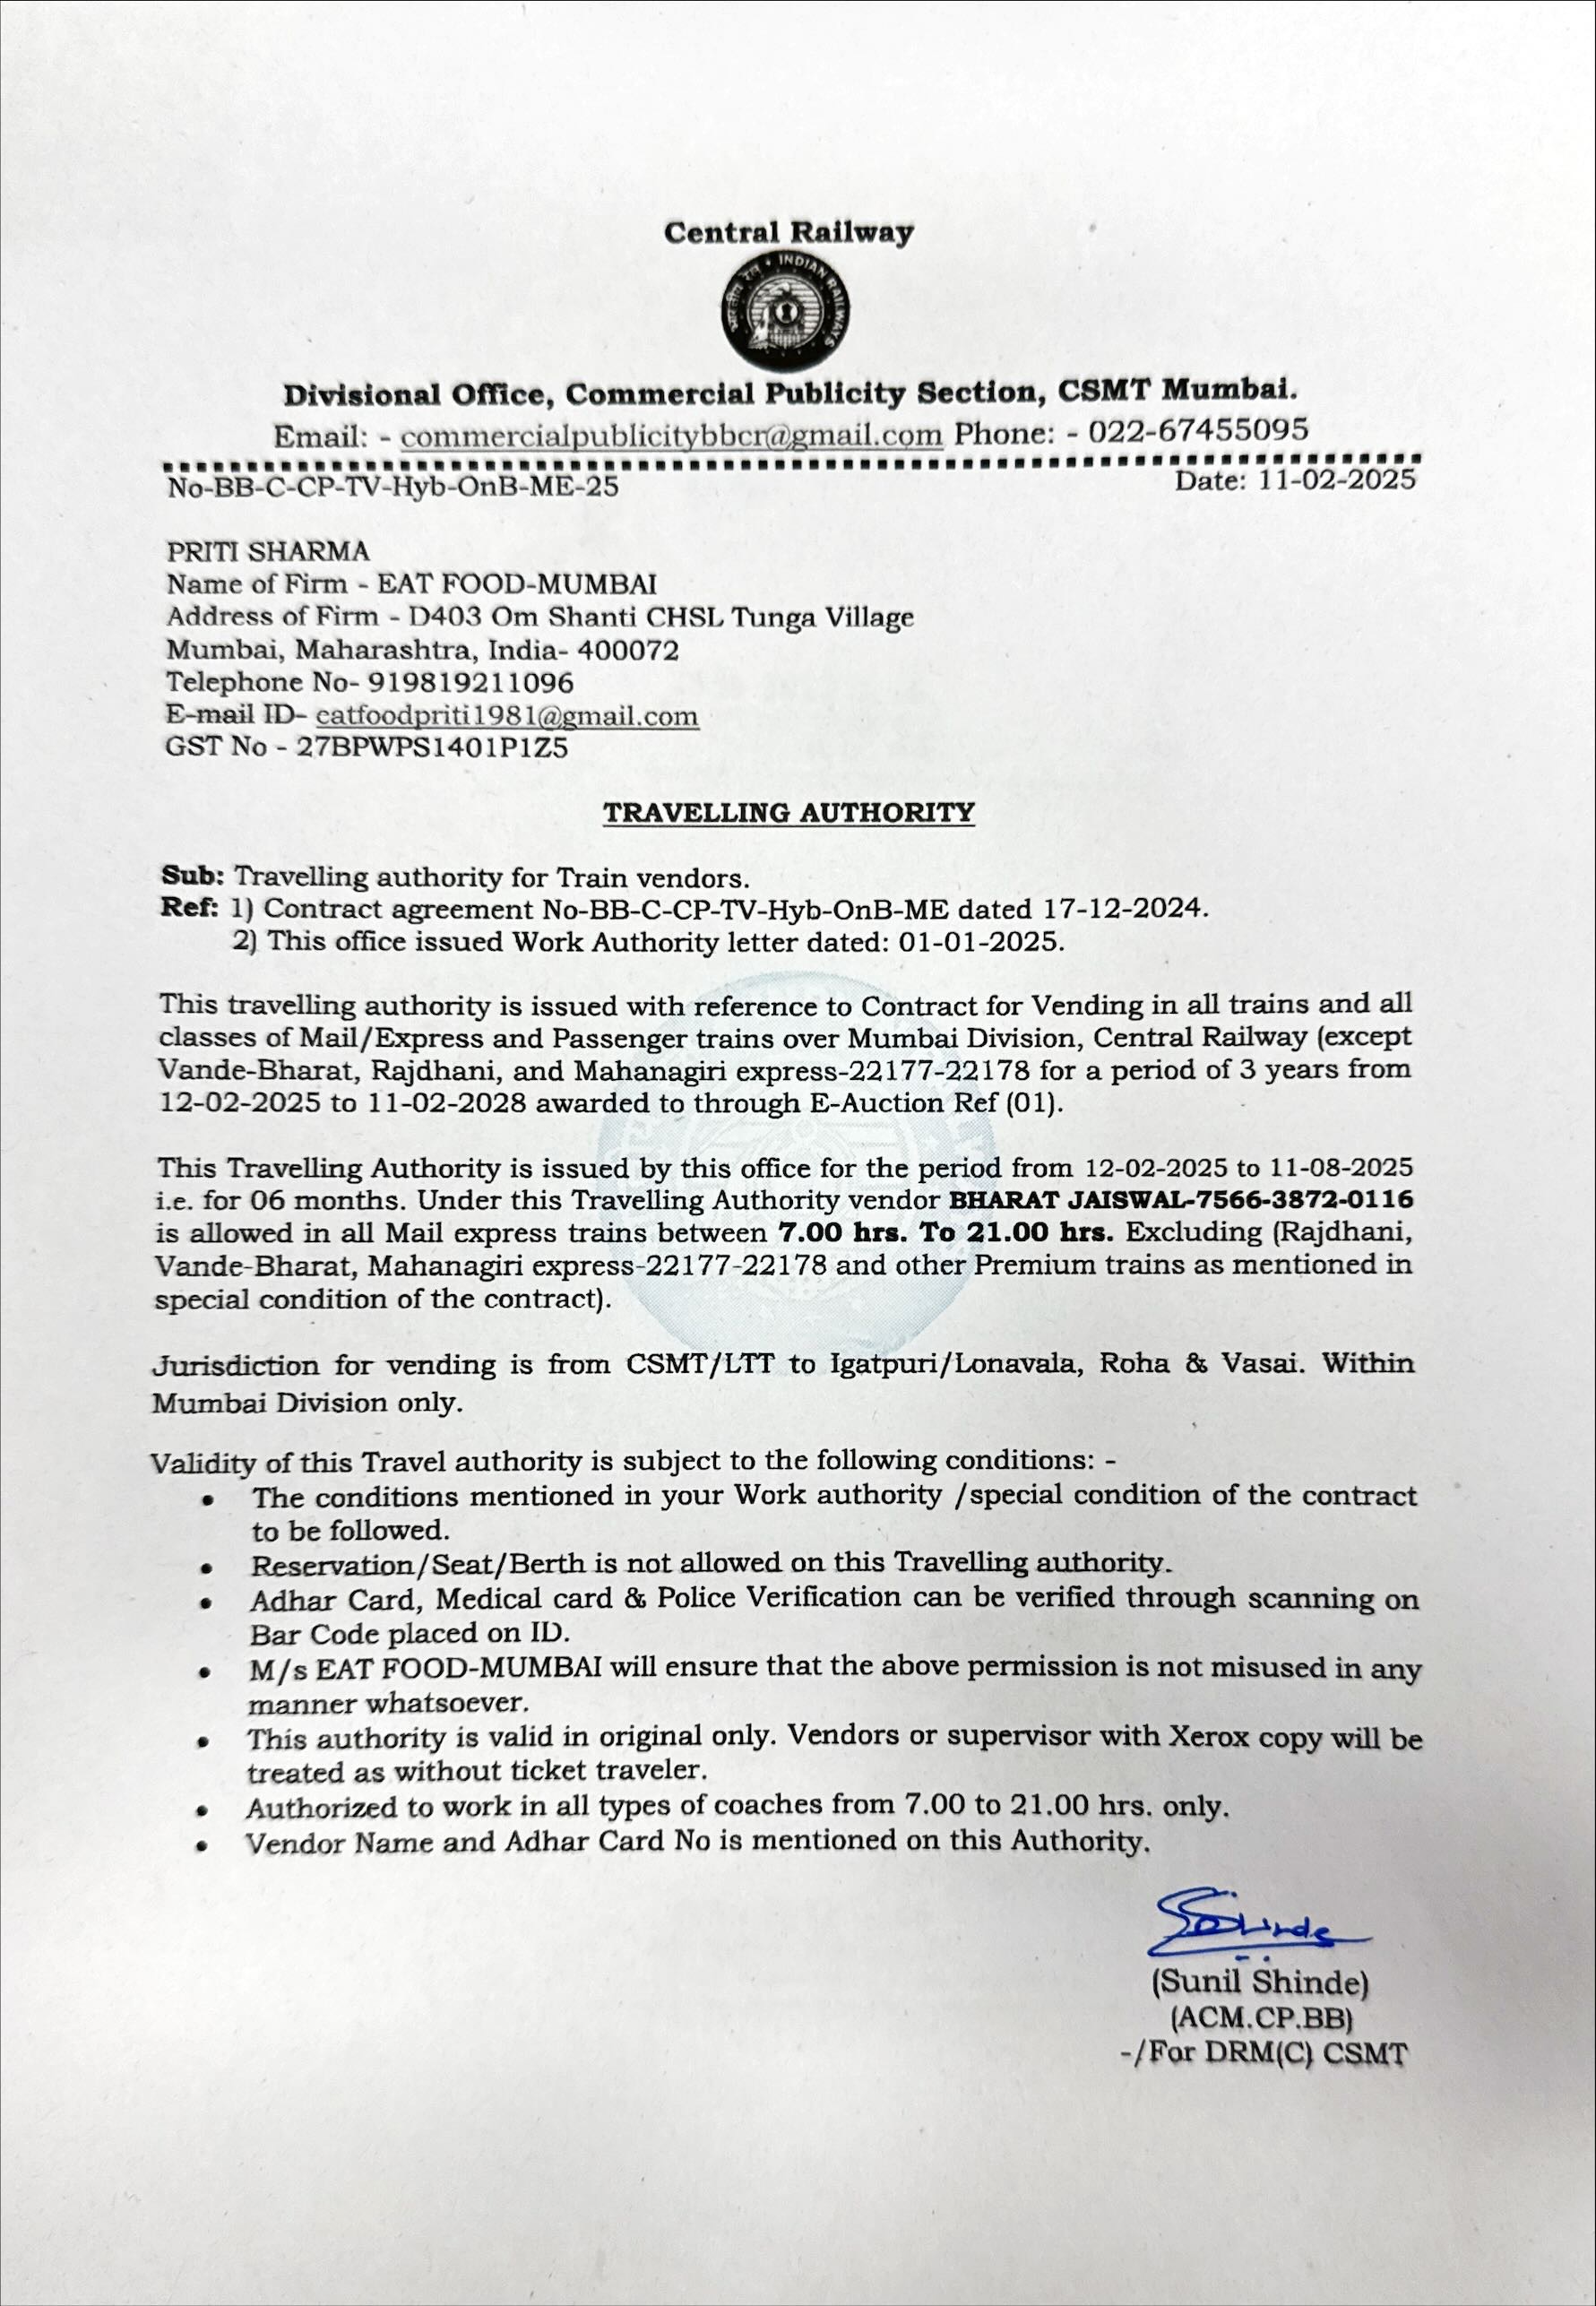 Central Railway
भारतीय रेल • INDIAN RAILWAYS
Divisional Office, Commercial Publicity Section, CSMT Mumbai.
Email: - commercialpublicitybbcr@gmail.com Phone: - 022-67455095
No-BB-C-CP-TV-Hyb-OnB-ME-25 Date: 11-02-2025
PRITI SHARMA
Name of Firm - EAT FOOD-MUMBAI
Address of Firm - D403 Om Shanti CHSL Tunga Village
Mumbai, Maharashtra, India- 400072
Telephone No- 919819211096
E-mail ID- eatfoodpriti1981@gmail.com
GST No - 27BPWPS1401P1Z5
TRAVELLING AUTHORITY
Sub: Travelling authority for Train vendors.
Ref: 1) Contract agreement No-BB-C-CP-TV-Hyb-OnB-ME dated 17-12-2024.
2) This office issued Work Authority letter dated: 01-01-2025.
This travelling authority is issued with reference to Contract for Vending in all trains and all
classes of Mail/Express and Passenger trains over Mumbai Division, Central Railway (except
Vande-Bharat, Rajdhani, and Mahanagiri express-22177-22178 for a period of 3 years from
12-02-2025 to 11-02-2028 awarded to through E-Auction Ref (01).
This Travelling Authority is issued by this office for the period from 12-02-2025 to 11-08-2025
i.e. for 06 months. Under this Travelling Authority vendor BHARAT JAISWAL-7566-3872-0116
is allowed in all Mail express trains between 7.00 hrs. To 21.00 hrs. Excluding (Rajdhani,
Vande-Bharat, Mahanagiri express-22177-22178 and other Premium trains as mentioned in
special condition of the contract).
Jurisdiction for vending is from CSMT/LTT to Igatpuri/Lonavala, Roha & Vasai. Within
Mumbai Division only.
Validity of this Travel authority is subject to the following conditions: -
• The conditions mentioned in your Work authority /special condition of the contract
to be followed.
• Reservation/Seat/Berth is not allowed on this Travelling authority.
• Adhar Card, Medical card & Police Verification can be verified through scanning on
Bar Code placed on ID.
• M/s EAT FOOD-MUMBAI will ensure that the above permission is not misused in any
manner whatsoever.
• This authority is valid in original only. Vendors or supervisor with Xerox copy will be
treated as without ticket traveler.
• Authorized to work in all types of coaches from 7.00 to 21.00 hrs. only.
• Vendor Name and Adhar Card No is mentioned on this Authority.
SShinde
(Sunil Shinde)
(ACM.CP.BB)
-/For DRM(C) CSMT